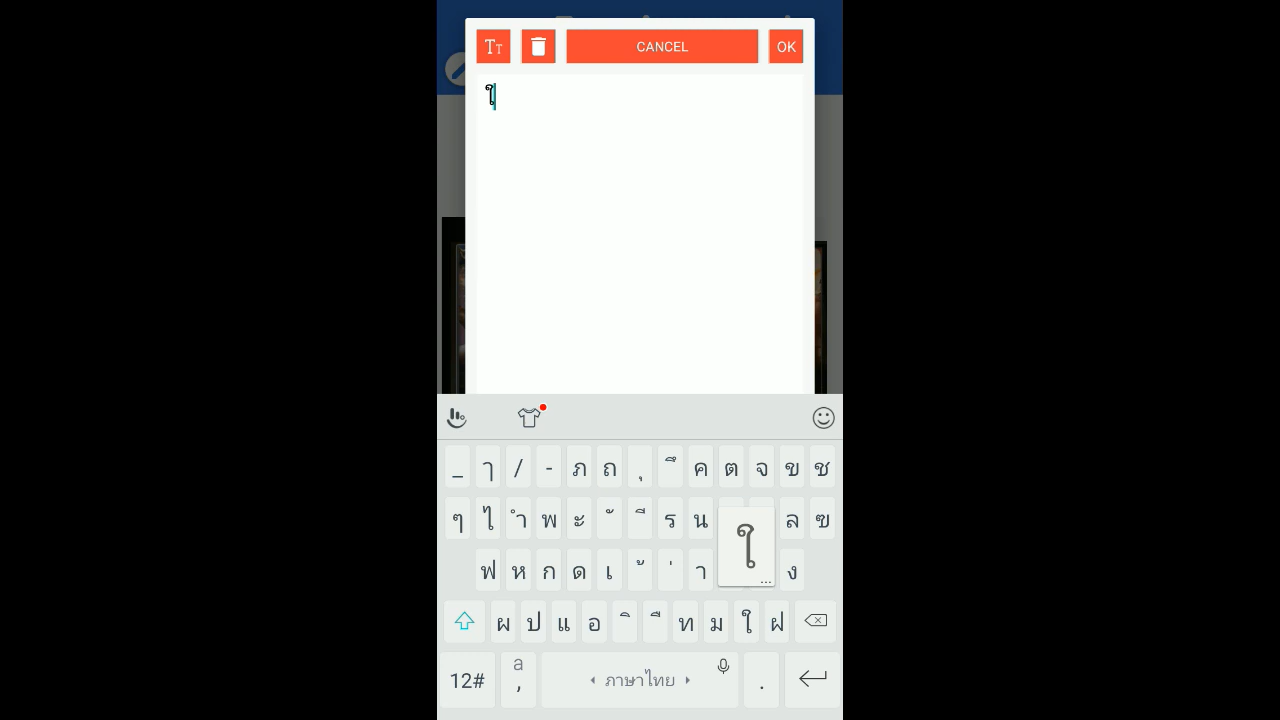 Tт CANCEL OK
ใ
_ ๅ / - ภ ถ ุ ึ ค ต จ ข ช
ๆ ไ ำ พ ะ ั ี ร น ล ฃ
ใ
...
ฟ ห ก ด เ ้ ่ า ง
ผ ป แ อ ิ ื ท ม ใ ฝ
12# a , ภาษาไทย .